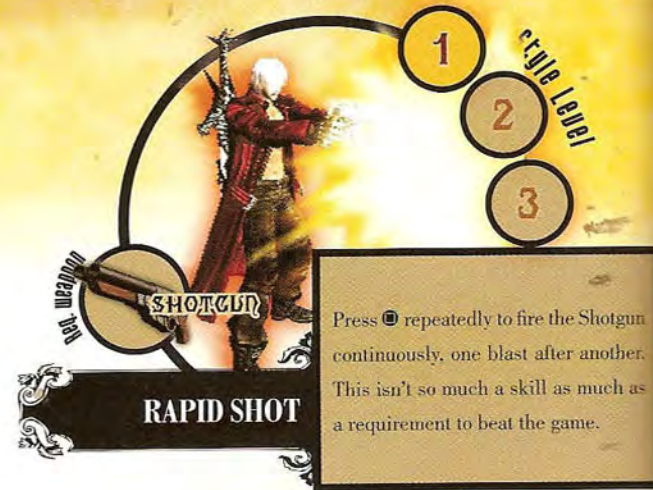 1
Style Level
2
3
Ret. weapon
SHOTGUN
RAPID SHOT
Press repeatedly to fire the Shotgun
continuously, one blast after another.
This isn't so much a skill as much as
a requirement to beat the game.